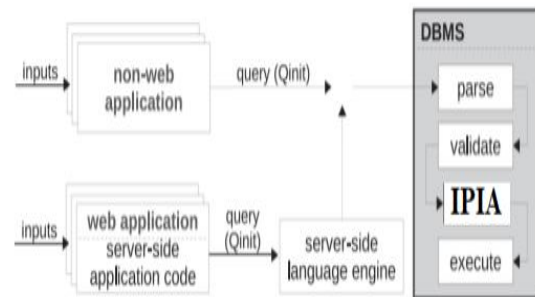 DBMS
inputs
non-web
application
query (Qinit)
parse
validate
IPIA
execute
inputs
web application
server-side
application code
query
(Qinit)
server-side
language engine